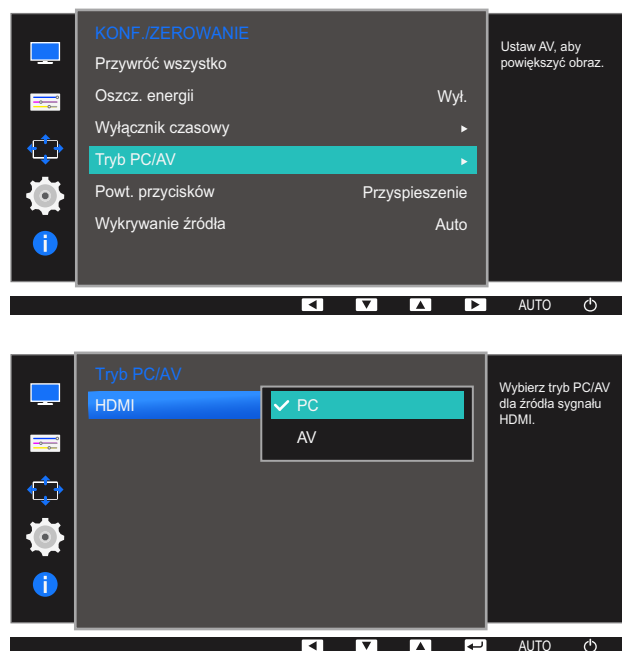 KONF./ZEROWANIE
Przywróć wszystko
Oszcz. energii Wył.
Wyłącznik czasowy
Tryb PC/AV
Powt. przycisków Przyspieszenie
Wykrywanie źródła Auto
Ustaw AV, aby
powiększyć obraz.
AUTO
Tryb PC/AV
HDMI PC
AV
Wybierz tryb PC/AV
dla źródła sygnału
HDMI.
AUTO